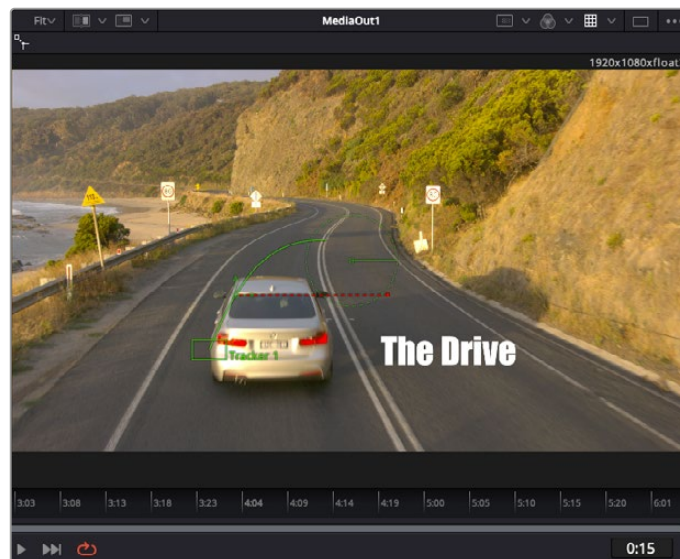 Fit MediaOut1
1920x1080xfloat
The Drive
Tracker 1
3:03 3:08 3:13 3:18 3:23 4:04 4:09 4:14 4:19 5:00 5:05 5:10 5:15 5:20 6:01
0:15